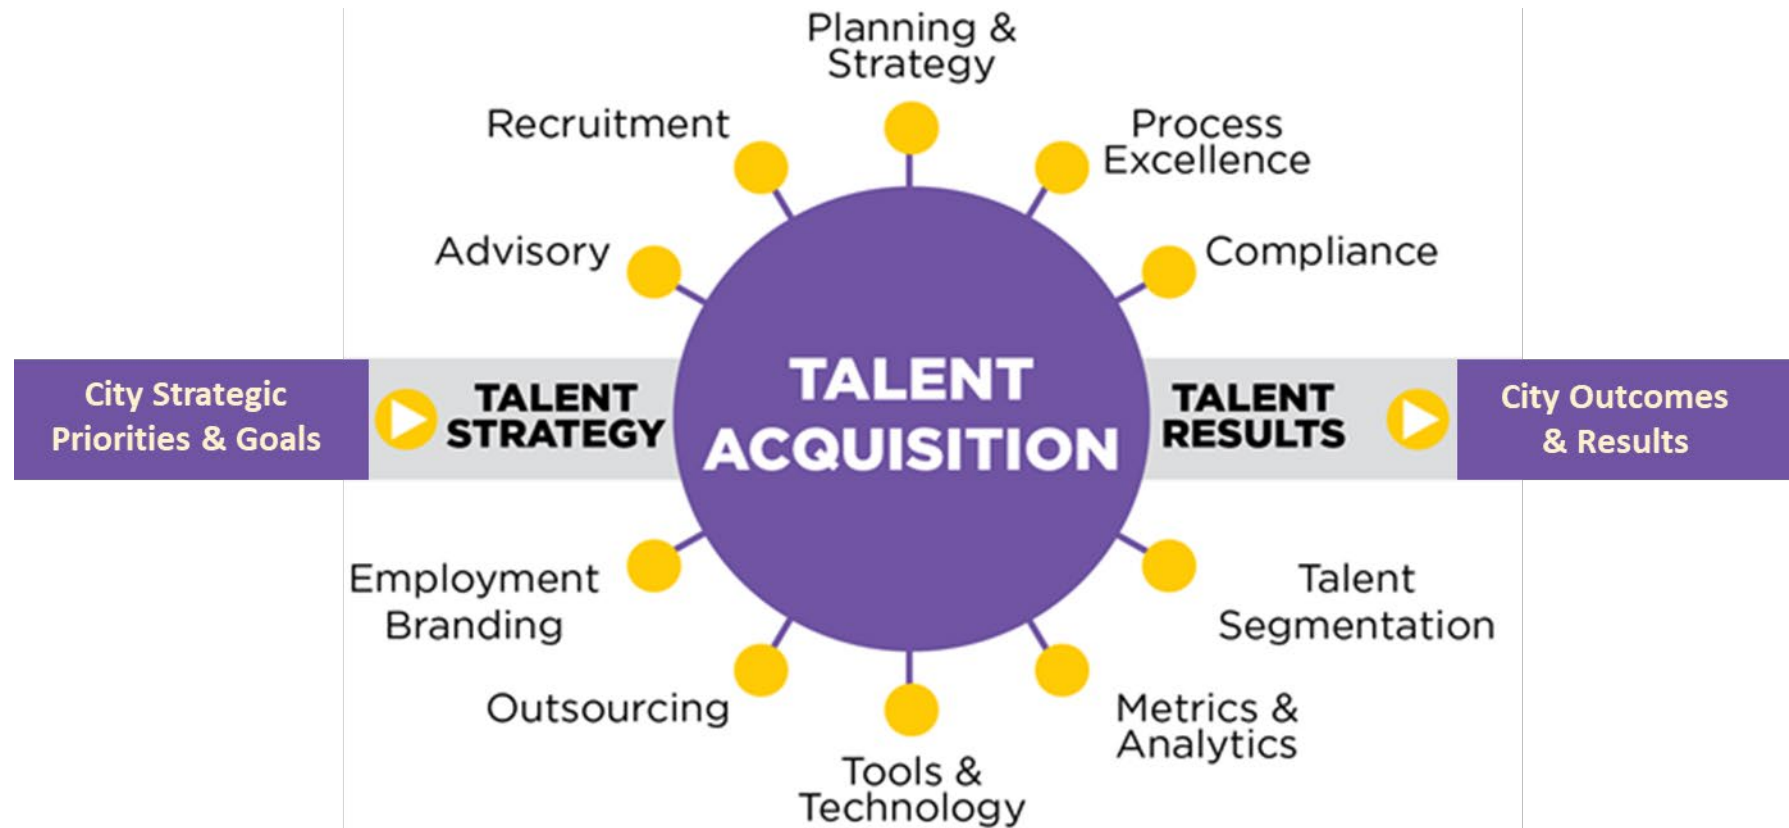 Planning &
Strategy
Recruitment
Process
Excellence
Advisory
Compliance
City Strategic
Priorities & Goals
TALENT
STRATEGY
TALENT
ACQUISITION
TALENT
RESULTS
City Outcomes
& Results
Employment
Branding
Talent
Segmentation
Outsourcing
Metrics &
Analytics
Tools &
Technology